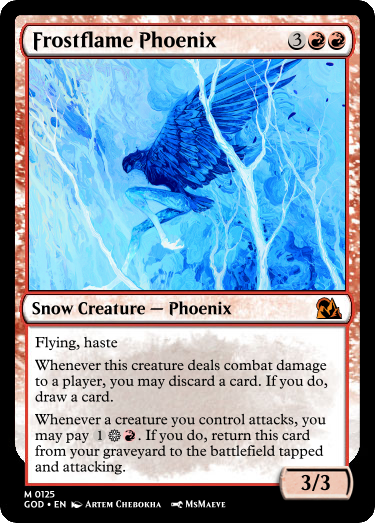 Frostflame Phoenix 3
Snow Creature — Phoenix
Flying, haste
Whenever this creature deals combat damage
to a player, you may discard a card. If you do,
draw a card.
Whenever a creature you control attacks, you
may pay 1 . If you do, return this card
from your graveyard to the battlefield tapped
and attacking.
3/3
M 0125
GOD • EN Artem Chebokha MsMaeve